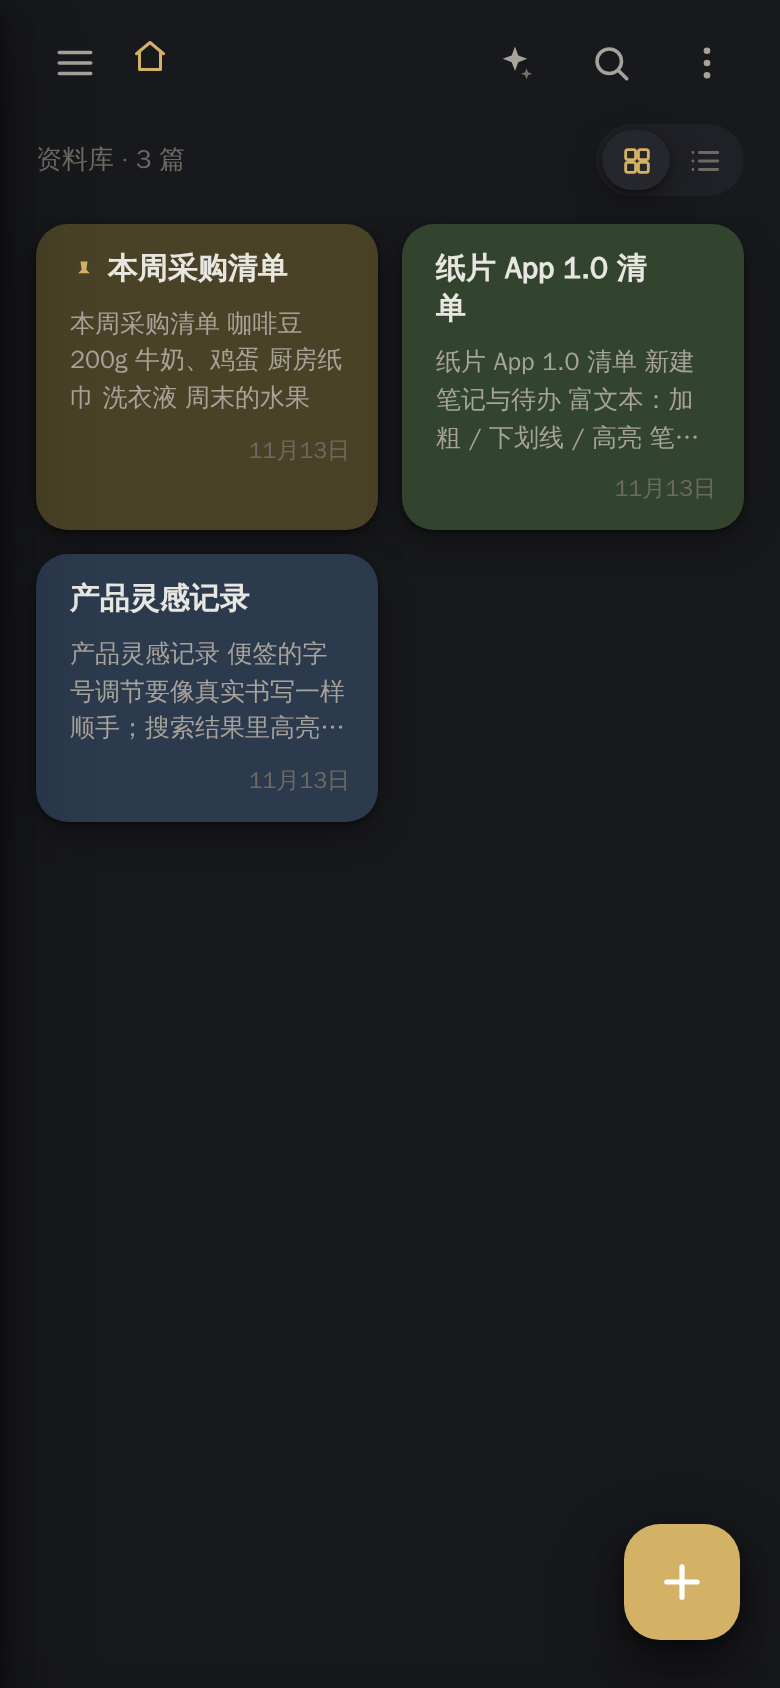 资料库 · 3 篇
本周采购清单
本周采购清单 咖啡豆
200g 牛奶、鸡蛋 厨房纸
巾 洗衣液 周末的水果
11月13日
纸片 App 1.0 清
单
纸片 App 1.0 清单 新建
笔记与待办 富文本：加
粗 / 下划线 / 高亮 笔…
11月13日
产品灵感记录
产品灵感记录 便签的字
号调节要像真实书写一样
顺手；搜索结果里高亮…
11月13日